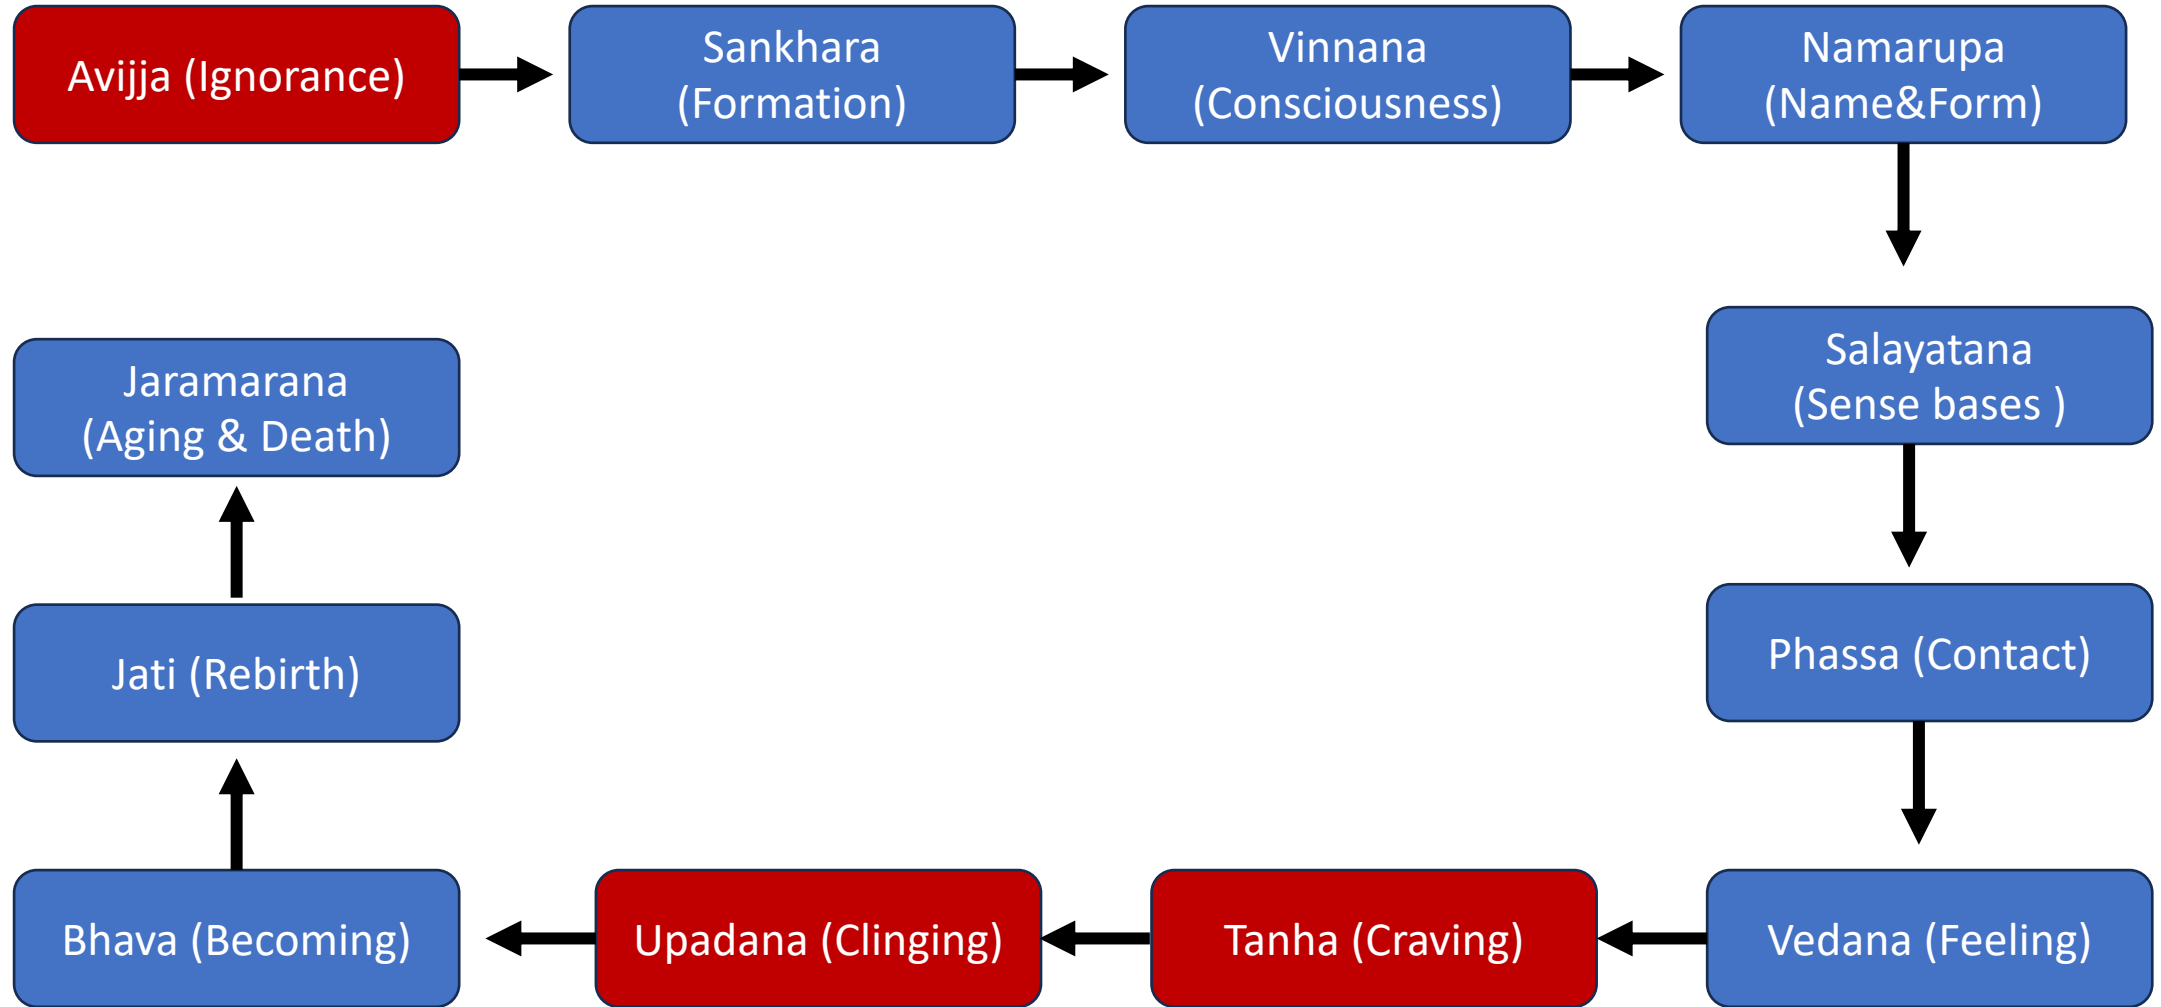 Avijja (Ignorance)
Sankhara
(Formation)
Vinnana
(Consciousness)
Namarupa
(Name&Form)
Salayatana
(Sense bases )
Phassa (Contact)
Vedana (Feeling)
Tanha (Craving)
Upadana (Clinging)
Bhava (Becoming)
Jati (Rebirth)
Jaramarana
(Aging & Death)